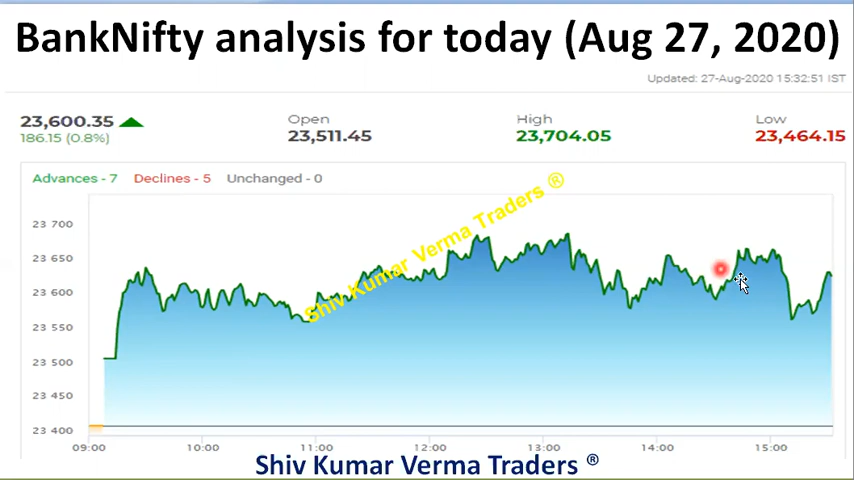 BankNifty analysis for today (Aug 27, 2020)
Updated: 27-Aug-2020 15:32:51 IST
23,600.35
186.15 (0.8%)
Open
23,511.45
High
23,704.05
Low
23,464.15
Advances - 7 Declines - 5 Unchanged - 0
Shiv Kumar Verma Traders ®
23 700
23 650
23 600
23 550
23 500
23 450
23 400
09:00 10:00 11:00 12:00 13:00 14:00 15:00
Shiv Kumar Verma Traders ®